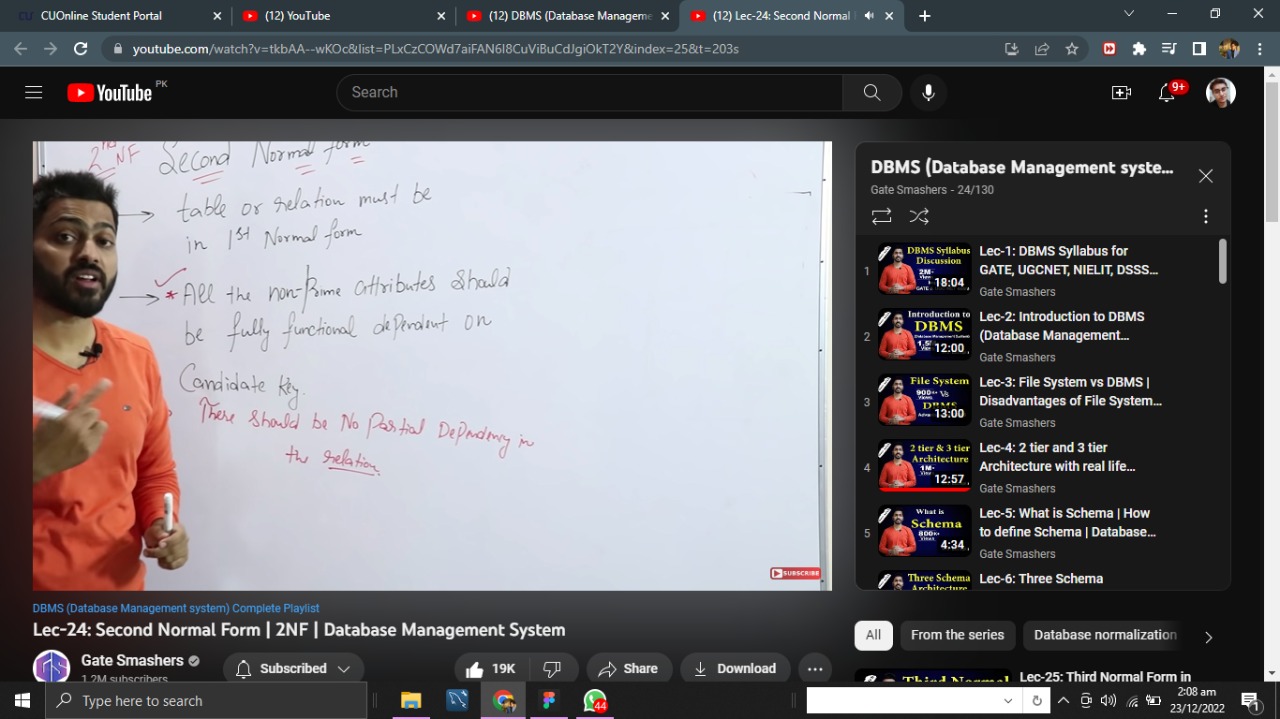 CUOnline Student Portal
(12) YouTube
(12) DBMS (Database Manageme
(12) Lec-24: Second Normal
youtube.com/watch?v=tkbAA--wKOc&list=PLxCzCOWd7aiFAN6I8CuViBuCdJgiOkT2Y&index=25&t=203s
YouTube PK
Search
9+
2nd NF Second Normal form
table or relation must be
in 1st Normal form
* All the non-Prime attributes should
be fully functional dependent on
Candidate key.
There should be No Partial Dependency in
the relation.
SUBSCRIBE
DBMS (Database Management system) Complete Playlist
Lec-24: Second Normal Form | 2NF | Database Management System
Gate Smashers
1.2M subscribers
Subscribed
19K
Share
Download
DBMS (Database Management syste...
Gate Smashers - 24/130
1
DBMS Syllabus
Discussion
2M+
18:04
Lec-1: DBMS Syllabus for
GATE, UGCNET, NIELIT, DSSS...
Gate Smashers
2
Introduction to
DBMS
12:00
Lec-2: Introduction to DBMS
(Database Management...
Gate Smashers
3
File System
900K+ Vs
DBMS
13:00
Lec-3: File System vs DBMS |
Disadvantages of File System...
Gate Smashers
4
2 tier & 3 tier
Architecture
1M+
12:57
Lec-4: 2 tier and 3 tier
Architecture with real life...
Gate Smashers
5
What is
Schema
800K+
4:34
Lec-5: What is Schema | How
to define Schema | Database...
Gate Smashers
Three Schema
Architecture
Lec-6: Three Schema
All
From the series
Database normalization
Third Normal
Lec-25: Third Normal Form in
Type here to search
44
2:08 am
23/12/2022
1